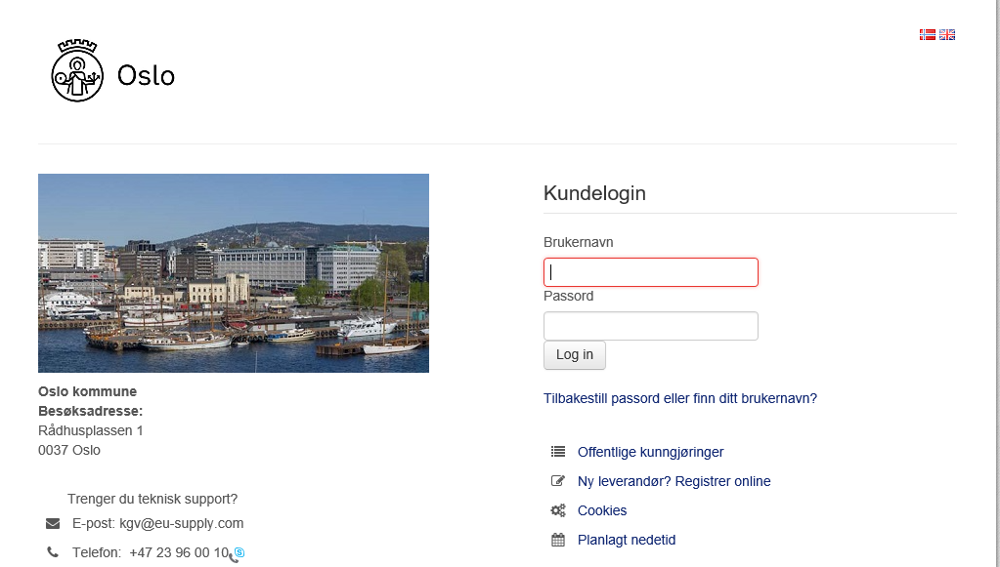 Oslo
Oslo kommune
Besøksadresse:
Rådhusplassen 1
0037 Oslo
Trenger du teknisk support?
E-post: kgv@eu-supply.com
Telefon: +47 23 96 00 10
Kundelogin
Brukernavn
Passord
Log in
Tilbakestill passord eller finn ditt brukernavn?
Offentlige kunngjøringer
Ny leverandør? Registrer online
Cookies
Planlagt nedetid